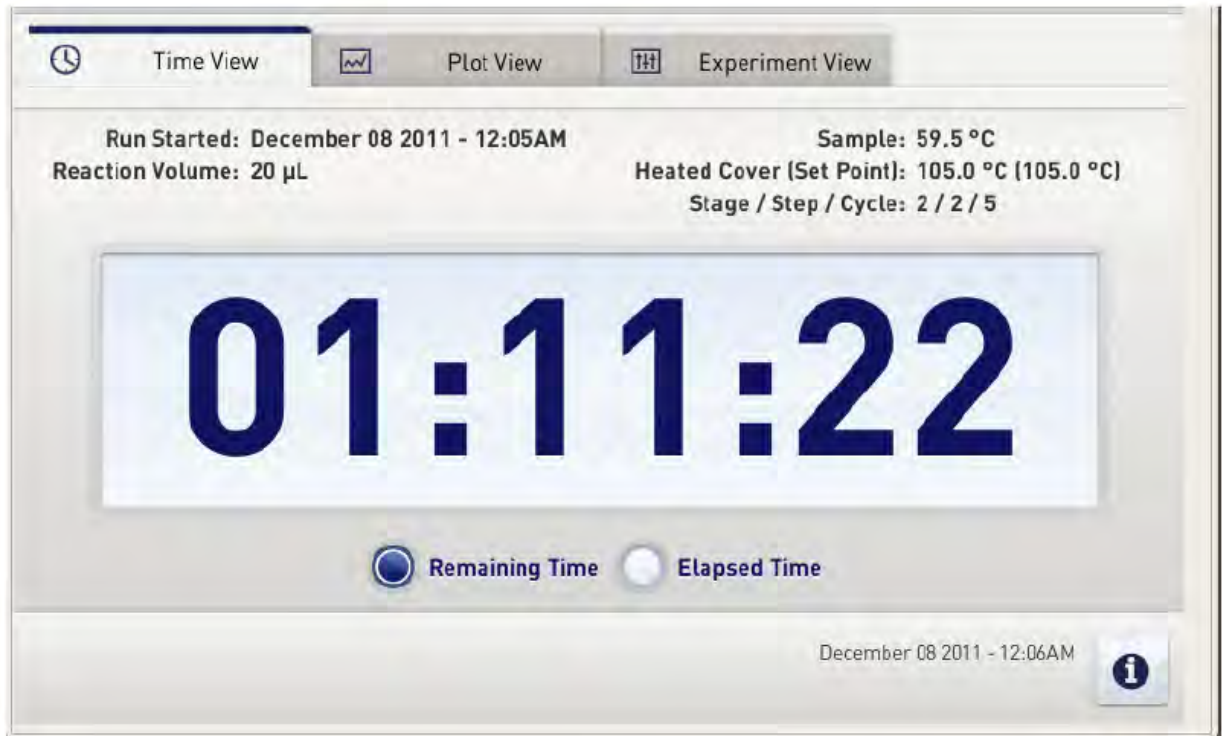 Time View
Plot View
Experiment View
Run Started: December 08 2011 - 12:05AM
Reaction Volume: 20 µL
Sample: 59.5 °C
Heated Cover (Set Point): 105.0 °C (105.0 °C)
Stage / Step / Cycle: 2 / 2 / 5
01:11:22
Remaining Time
Elapsed Time
December 08 2011 - 12:06AM